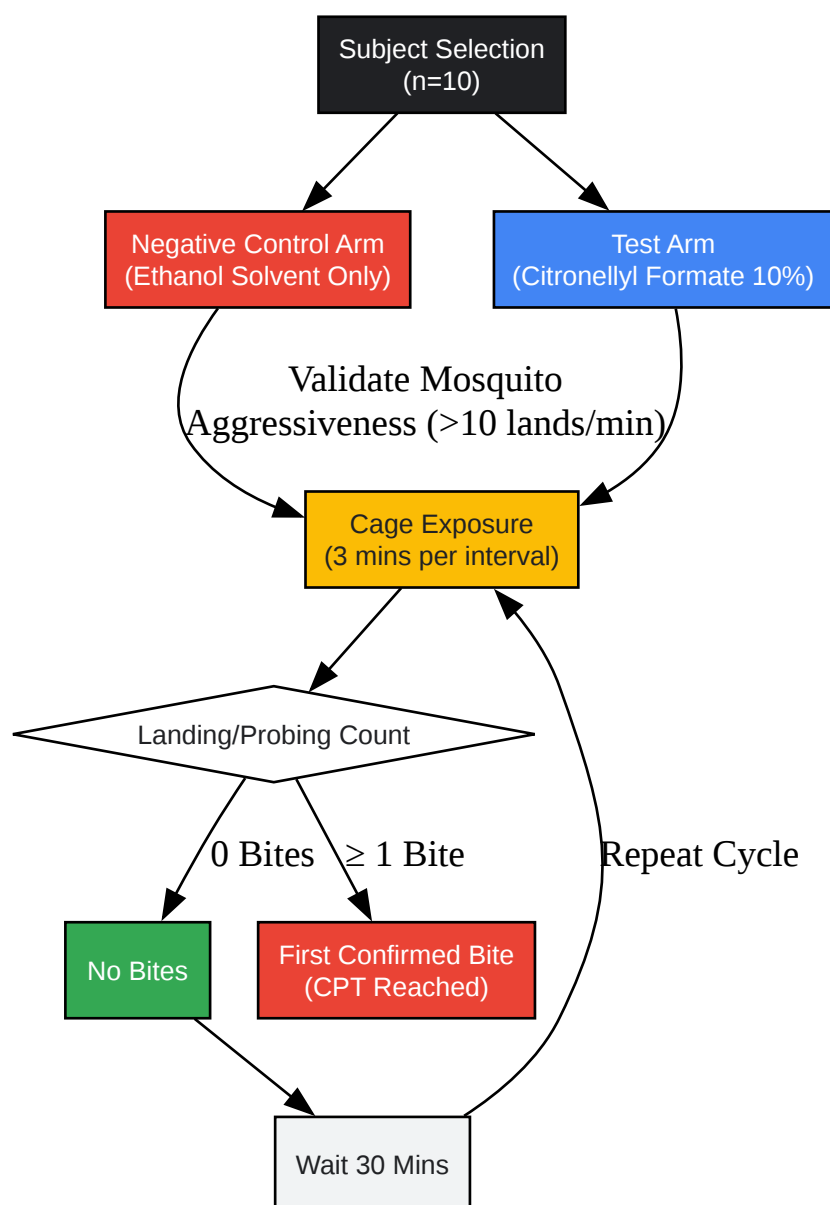 Subject Selection
(n=10)
Negative Control Arm
(Ethanol Solvent Only)
Test Arm
(Citronellyl Formate 10%)
Validate Mosquito
Aggressiveness (>10 lands/min)
Cage Exposure
(3 mins per interval)
Landing/Probing Count
0 Bites
≥ 1 Bite
Repeat Cycle
No Bites
First Confirmed Bite
(CPT Reached)
Wait 30 Mins